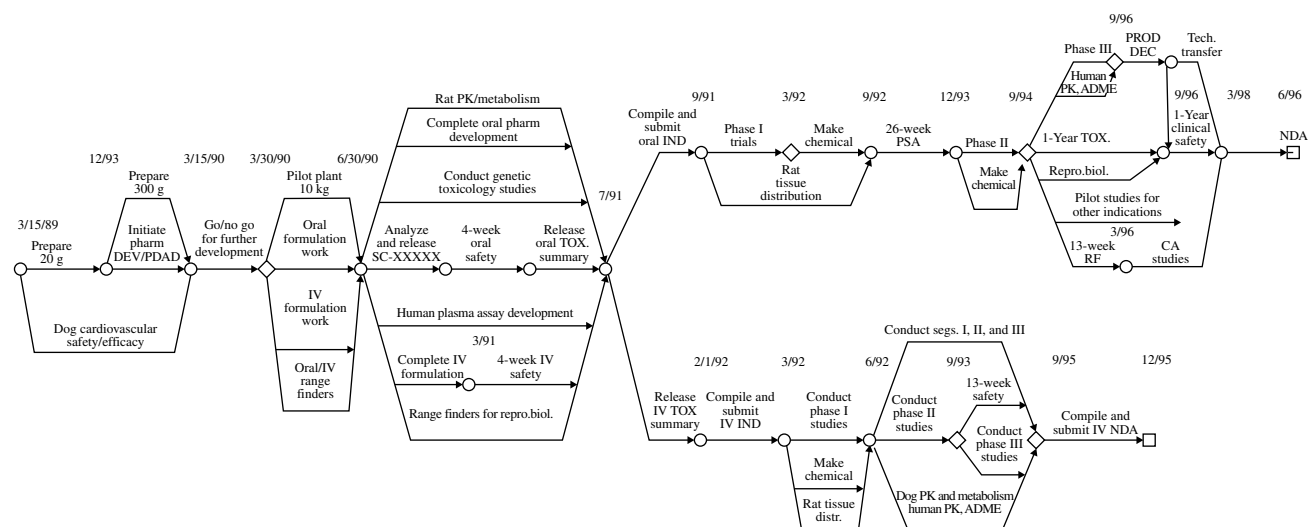 3/15/89
Prepare
20 g
12/93
Prepare
300 g
Initiate
pharm
DEV/PDAD
Dog cardiovascular
safety/efficacy
3/15/90
Go/no go
for further
development
3/30/90
Pilot plant
10 kg
Oral
formulation
work
IV
formulation
work
Oral/IV
range
finders
6/30/90
Rat PK/metabolism
Complete oral pharm
development
Conduct genetic
toxicology studies
Analyze
and release
SC-XXXXX
4-week
oral
safety
Release
oral TOX.
summary
Human plasma assay development
3/91
Complete IV
formulation
4-week IV
safety
Range finders for repro.biol.
7/91
Compile and
submit
oral IND
9/91
Phase I
trials
3/92
Make
chemical
Rat
tissue
distribution
9/92
26-week
PSA
12/93
Phase II
Make
chemical
9/94
Phase III
Human
PK, ADME
9/96
PROD
DEC
Tech.
transfer
1-Year TOX.
Repro.biol.
9/96
1-Year
clinical
safety
Pilot studies for
other indications
3/96
13-week
RF
CA
studies
3/98
6/96
NDA
Release
IV TOX
summary
2/1/92
Compile and
submit
IV IND
3/92
Conduct
phase I
studies
Make
chemical
Rat tissue
distr.
6/92
Conduct segs. I, II, and III
Conduct
phase II
studies
9/93
13-week
safety
Conduct
phase III
studies
Dog PK and metabolism
human PK, ADME
9/95
Compile and
submit IV NDA
12/95